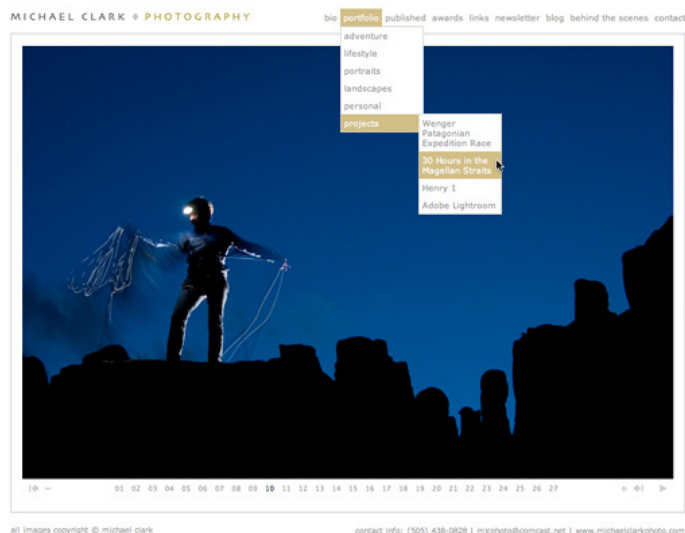 MICHAEL CLARK ♦ PHOTOGRAPHY
bio portfolio published awards links newsletter blog behind the scenes contact
adventure
lifestyle
portraits
landscapes
personal
projects
Wenger
Patagonian
Expedition Race
30 Hours in the
Magellan Straits
Henry 1
Adobe Lightroom
01 02 03 04 05 06 07 08 09 10 11 12 13 14 15 16 17 18 19 20 21 22 23 24 25 26 27
all images copyright © michael clark
contact info: (505) 438-0828 | mjcphoto@comcast.net | www.michaelclarkphoto.com